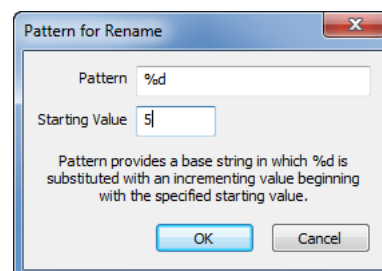 Pattern for Rename
Pattern %d
Starting Value 5
Pattern provides a base string in which %d is
substituted with an incrementing value beginning
with the specified starting value.
OK Cancel